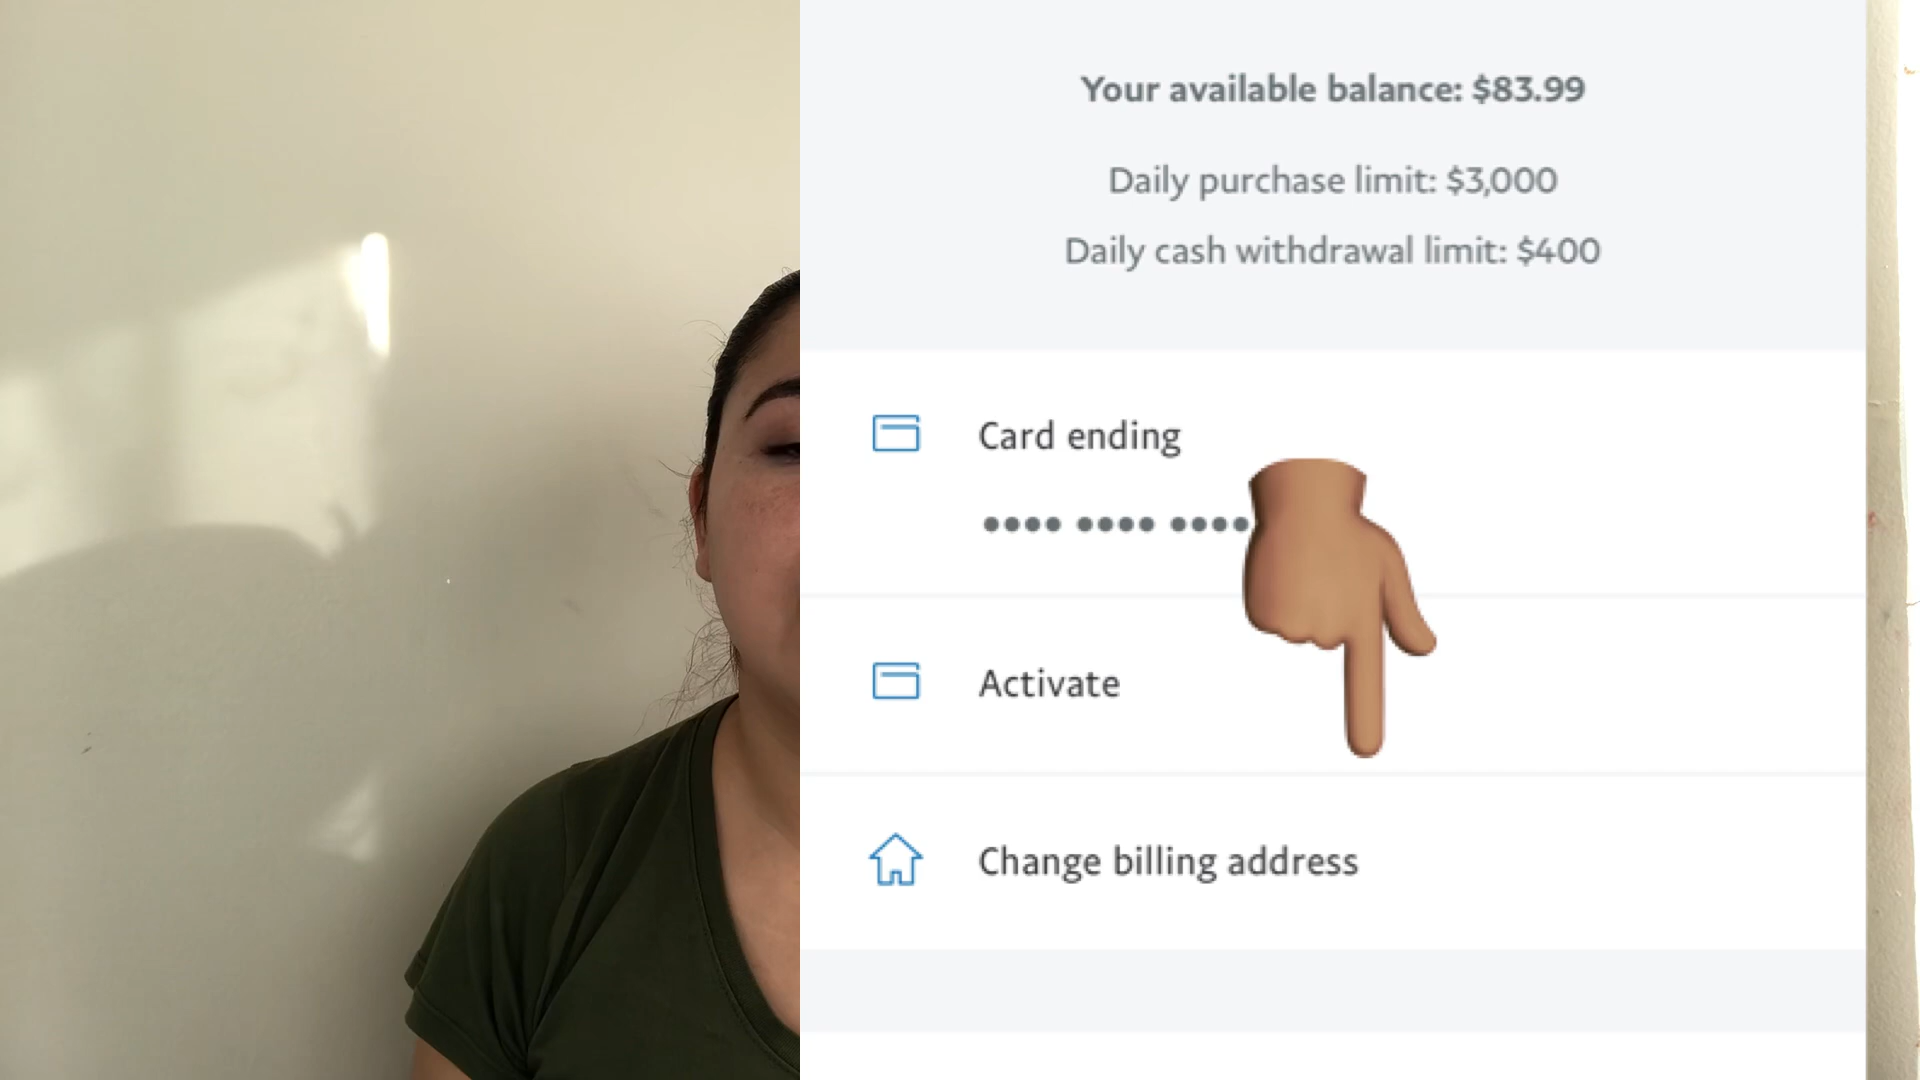 Your available balance: $83.99
Daily purchase limit: $3,000
Daily cash withdrawal limit: $400
Card ending
•••• •••• ••••
Activate
Change billing address